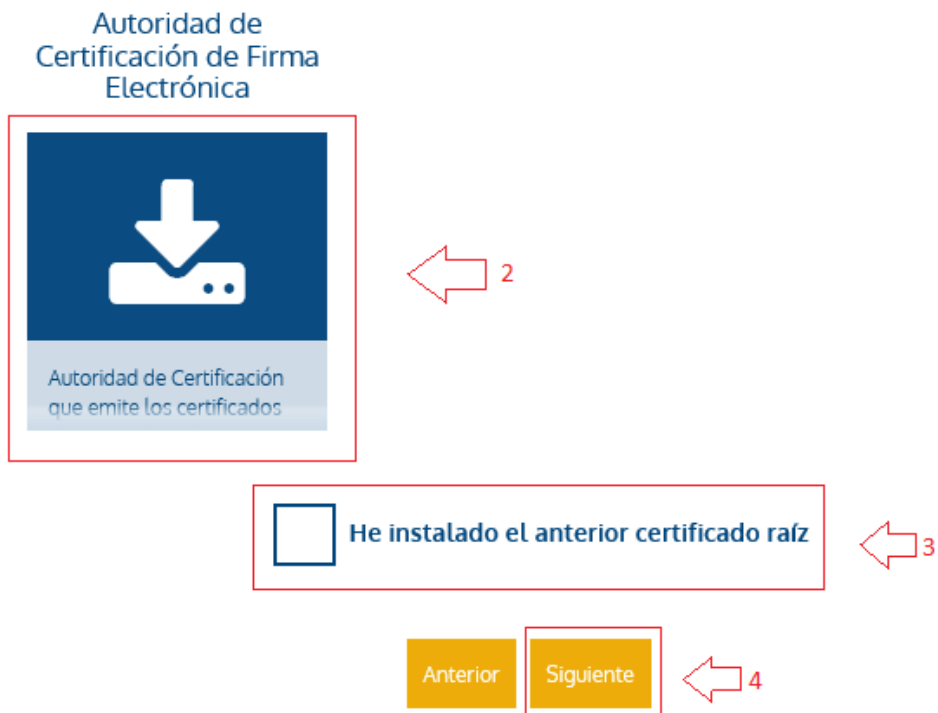 Autoridad de
Certificación de Firma
Electrónica
2
Autoridad de Certificación
que emite los certificados
He instalado el anterior certificado raíz
3
Anterior
Siguiente
4